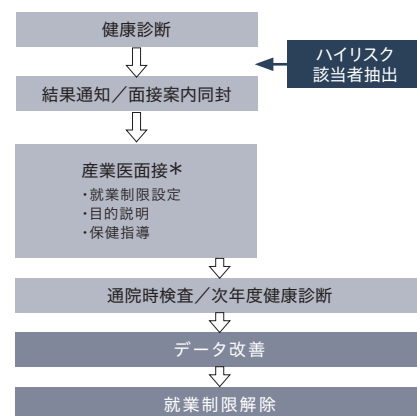 健康診断
ハイリスク
該当者抽出
結果通知／面接案内同封
産業医面接＊
・就業制限設定
・目的説明
・保健指導
通院時検査／次年度健康診断
データ改善
就業制限解除